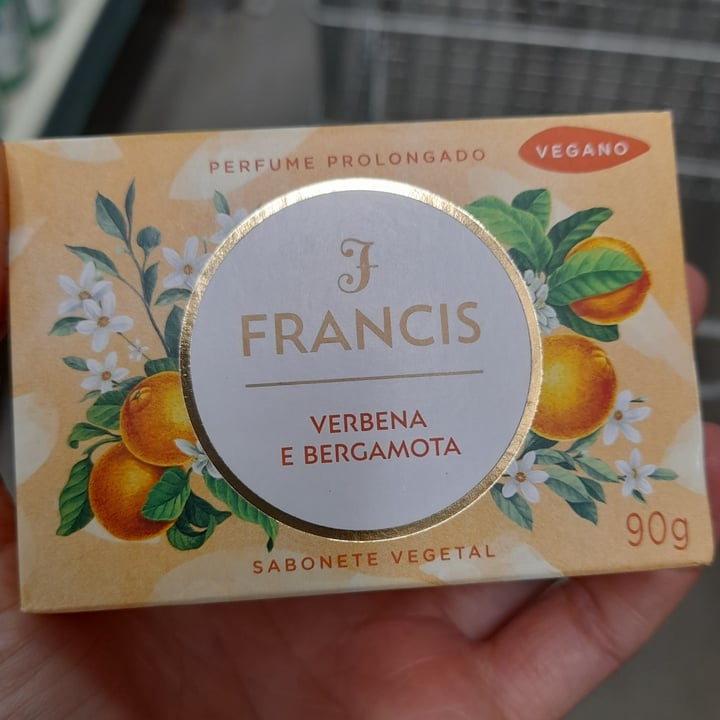 PERFUME PROLONGADO
VEGANO
F
FRANCIS
VERBENA
E BERGAMOTA
SABONETE VEGETAL
90g